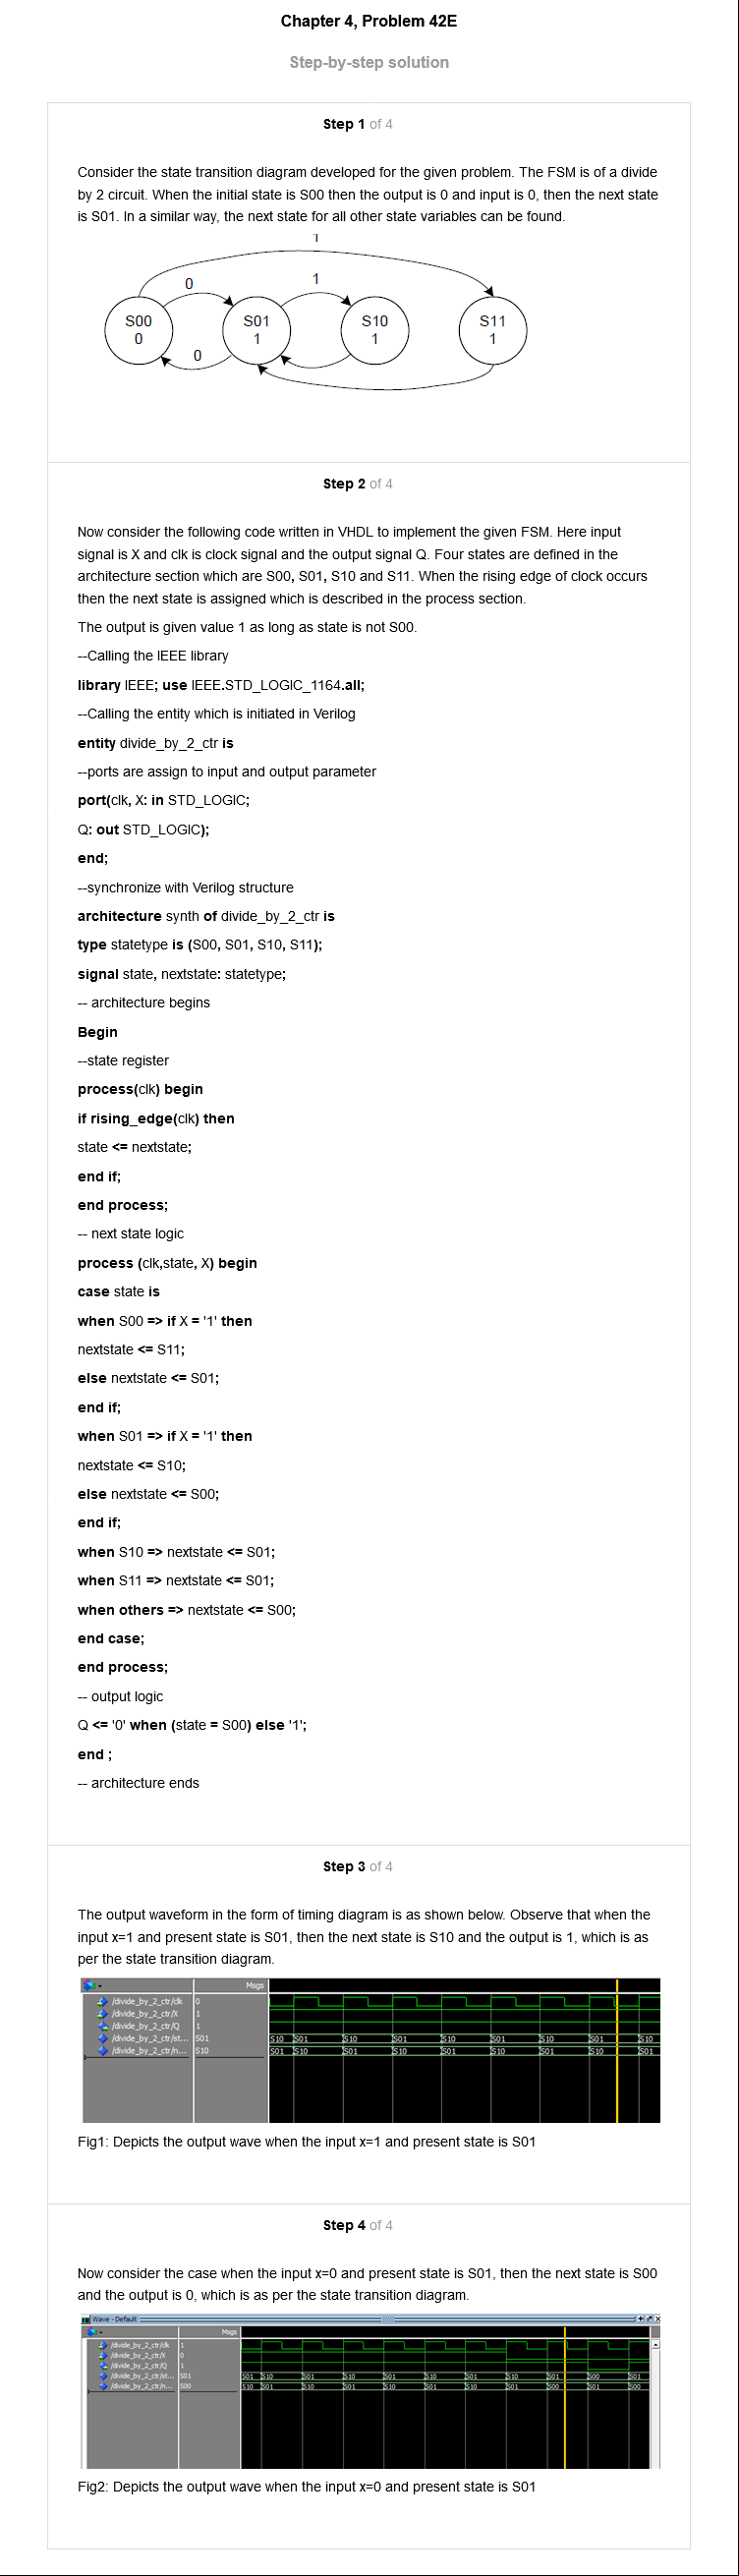 Chapter 4, Problem 42E
Step-by-step solution
Step 1 of 4
Consider the state transition diagram developed for the given problem. The FSM is of a divide
by 2 circuit. When the initial state is S00 then the output is 0 and input is 0, then the next state
is S01. In a similar way, the next state for all other state variables can be found.
1
0
1
S00
S01
S10
S11
0
1
1
1
0
Step 2 of 4
Now consider the following code written in VHDL to implement the given FSM. Here input
signal is X and clk is clock signal and the output signal Q. Four states are defined in the
architecture section which are S00, S01, S10 and S11. When the rising edge of clock occurs
then the next state is assigned which is described in the process section.
The output is given value 1 as long as state is not S00.
--Calling the IEEE library
library IEEE; use IEEE.STD_LOGIC_1164.all;
--Calling the entity which is initiated in Verilog
entity divide_by_2_ctr is
--ports are assign to input and output parameter
port(clk, X: in STD_LOGIC;
Q: out STD_LOGIC);
end;
--synchronize with Verilog structure
architecture synth of divide_by_2_ctr is
type statetype is (S00, S01, S10, S11);
signal state, nextstate: statetype;
-- architecture begins
Begin
--state register
process(clk) begin
if rising_edge(clk) then
state <= nextstate;
end if;
end process;
-- next state logic
process (clk,state, X) begin
case state is
when S00 => if X = '1' then
nextstate <= S11;
else nextstate <= S01;
end if;
when S01 => if X = '1' then
nextstate <= S10;
else nextstate <= S00;
end if;
when S10 => nextstate <= S01;
when S11 => nextstate <= S01;
when others => nextstate <= S00;
end case;
end process;
-- output logic
Q <= '0' when (state = S00) else '1';
end ;
-- architecture ends
Step 3 of 4
The output waveform in the form of timing diagram is as shown below. Observe that when the
input x=1 and present state is S01, then the next state is S10 and the output is 1, which is as
per the state transition diagram.
Msgs
/divide_by_2_ctr/clk 0
/divide_by_2_ctr/X 1
/divide_by_2_ctr/Q 1
/divide_by_2_ctr/st... S01 S10 S01 S10 S01 S10 S01 S10 S01 S10
/divide_by_2_ctr/n... S10 S01 S10 S01 S10 S01 S10 S01 S10 S01
Fig1: Depicts the output wave when the input x=1 and present state is S01
Step 4 of 4
Now consider the case when the input x=0 and present state is S01, then the next state is S00
and the output is 0, which is as per the state transition diagram.
Wave - Default
Msgs
/divide_by_2_ctr/clk 1
/divide_by_2_ctr/X 0
/divide_by_2_ctr/Q 1
/divide_by_2_ctr/st... S01 S01 S10 S01 S10 S01 S10 S01 S10 S01 S00 S01
/divide_by_2_ctr/n... S00 S10 S01 S10 S01 S10 S01 S10 S01 S00 S01 S00
Fig2: Depicts the output wave when the input x=0 and present state is S01